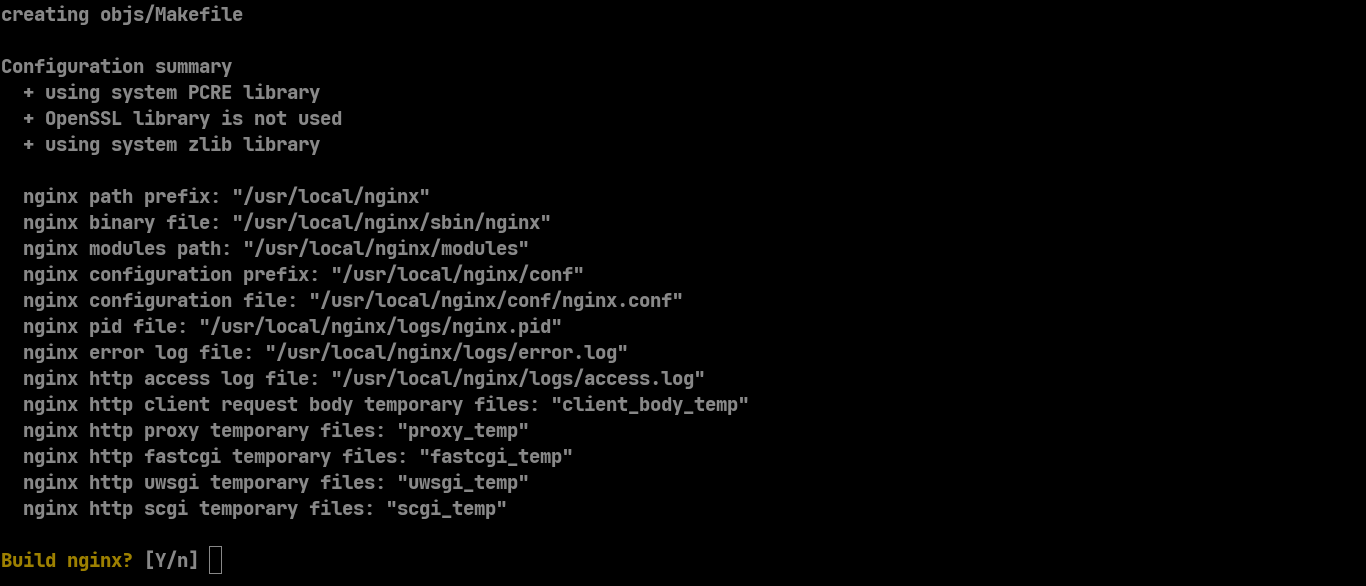 creating objs/Makefile
Configuration summary
+ using system PCRE library
+ OpenSSL library is not used
+ using system zlib library
nginx path prefix: "/usr/local/nginx"
nginx binary file: "/usr/local/nginx/sbin/nginx"
nginx modules path: "/usr/local/nginx/modules"
nginx configuration prefix: "/usr/local/nginx/conf"
nginx configuration file: "/usr/local/nginx/conf/nginx.conf"
nginx pid file: "/usr/local/nginx/logs/nginx.pid"
nginx error log file: "/usr/local/nginx/logs/error.log"
nginx http access log file: "/usr/local/nginx/logs/access.log"
nginx http client request body temporary files: "client_body_temp"
nginx http proxy temporary files: "proxy_temp"
nginx http fastcgi temporary files: "fastcgi_temp"
nginx http uwsgi temporary files: "uwsgi_temp"
nginx http scgi temporary files: "scgi_temp"
Build nginx? [Y/n]